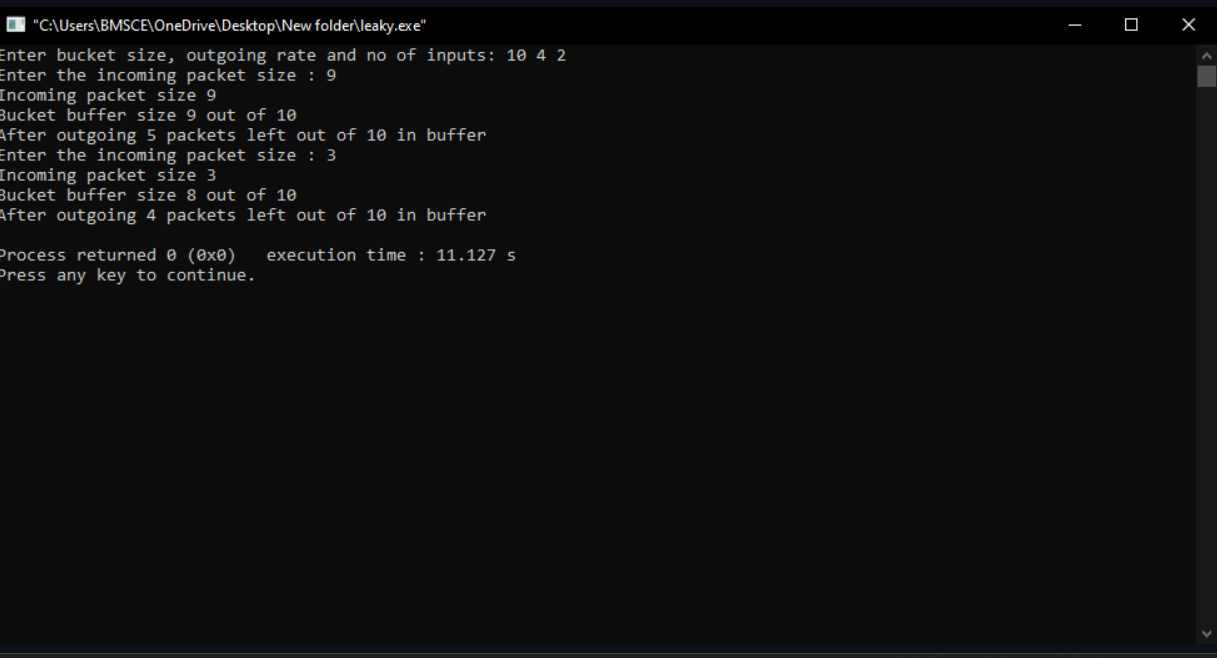 "C:\Users\BMSCE\OneDrive\Desktop\New folder\leaky.exe"
Enter bucket size, outgoing rate and no of inputs: 10 4 2
Enter the incoming packet size : 9
Incoming packet size 9
Bucket buffer size 9 out of 10
After outgoing 5 packets left out of 10 in buffer
Enter the incoming packet size : 3
Incoming packet size 3
Bucket buffer size 8 out of 10
After outgoing 4 packets left out of 10 in buffer
Process returned 0 (0x0)   execution time : 11.127 s
Press any key to continue.